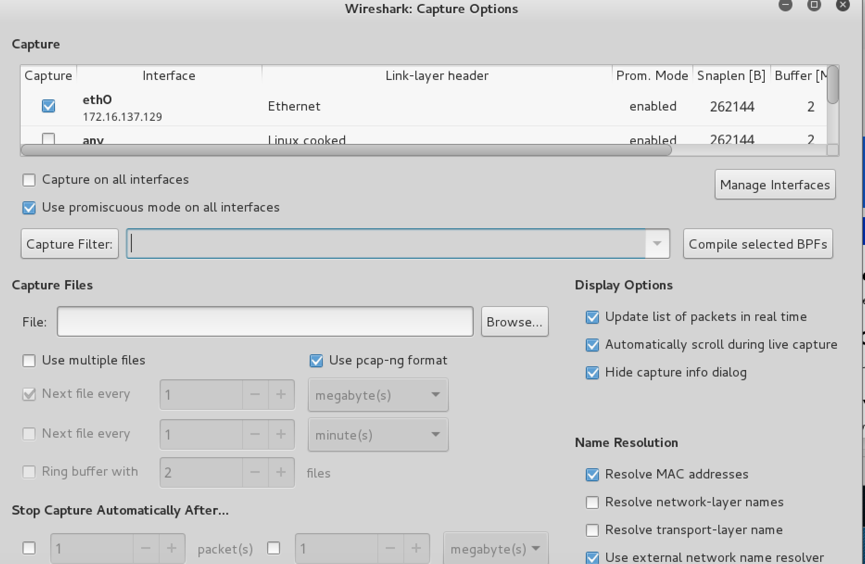 Wireshark: Capture Options
Capture
Capture Interface Link-layer header Prom. Mode Snaplen [B] Buffer [M
eth0 Ethernet enabled 262144 2
172.16.137.129
any Linux cooked enabled 262144 2
Capture on all interfaces
Manage Interfaces
Use promiscuous mode on all interfaces
Capture Filter: Compile selected BPFs
Capture Files
File: Browse...
Use multiple files Use pcap-ng format
Next file every 1 megabyte(s)
Next file every 1 minute(s)
Ring buffer with 2 files
Stop Capture Automatically After...
1 packet(s) 1 megabyte(s)
Display Options
Update list of packets in real time
Automatically scroll during live capture
Hide capture info dialog
Name Resolution
Resolve MAC addresses
Resolve network-layer names
Resolve transport-layer name
Use external network name resolver